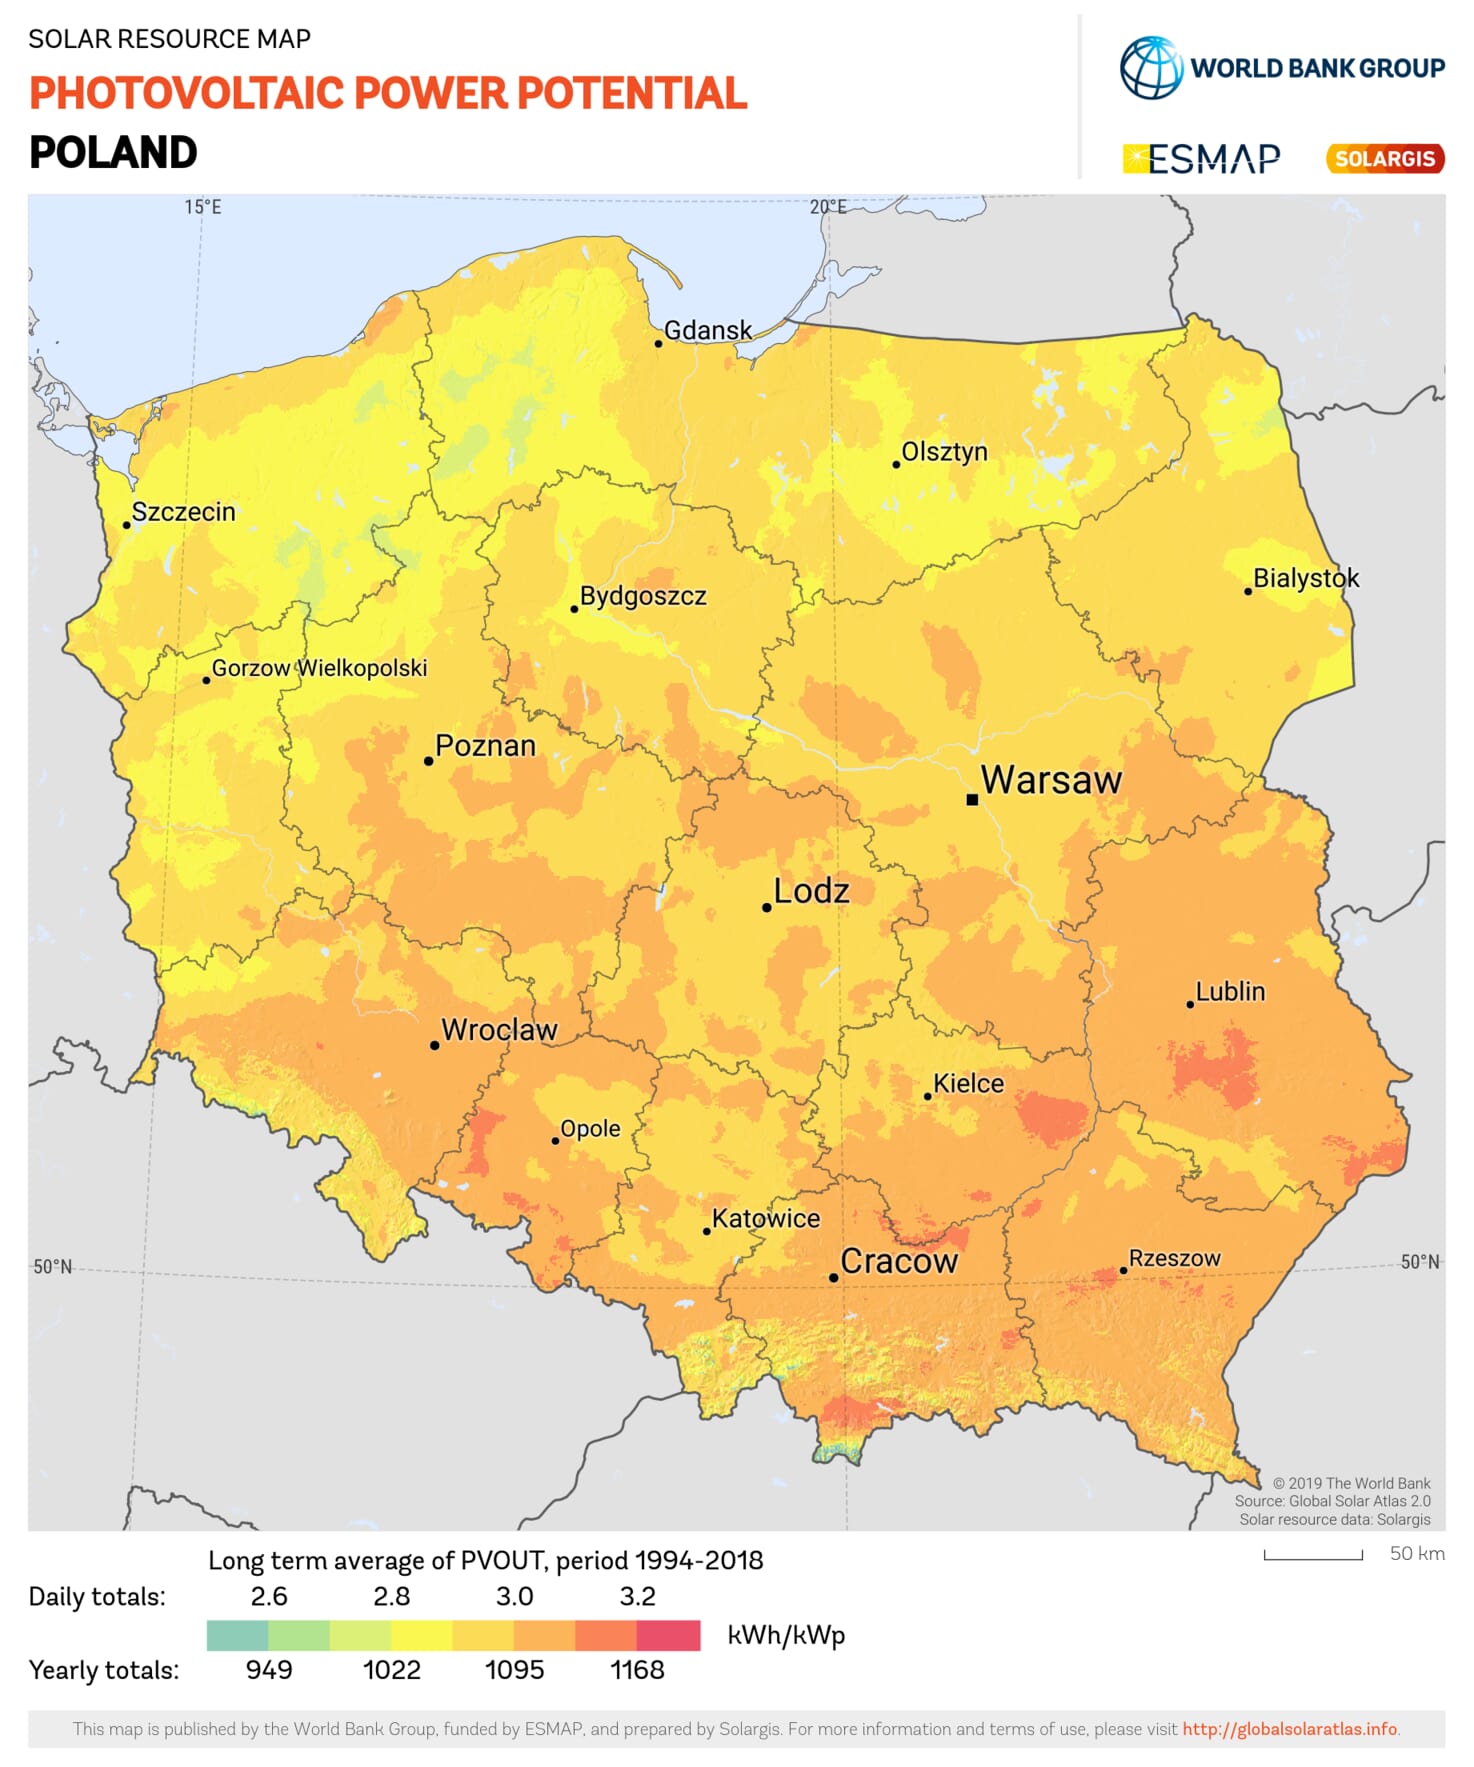 SOLAR RESOURCE MAP
PHOTOVOLTAIC POWER POTENTIAL
POLAND
WORLD BANK GROUP
ESMAP
SOLARGIS
15°E
20°E
Gdansk
Olsztyn
Szczecin
Bialystok
Bydgoszcz
Gorzow Wielkopolski
Poznan
Warsaw
Lodz
Lublin
Wroclaw
Kielce
Opole
Katowice
Cracow
Rzeszow
50°N
50°N
© 2019 The World Bank
Source: Global Solar Atlas 2.0
Solar resource data: Solargis
50 km
Long term average of PVOUT, period 1994-2018
Daily totals: 2.6 2.8 3.0 3.2
kWh/kWp
Yearly totals: 949 1022 1095 1168
This map is published by the World Bank Group, funded by ESMAP, and prepared by Solargis. For more information and terms of use, please visit http://globalsolaratlas.info.